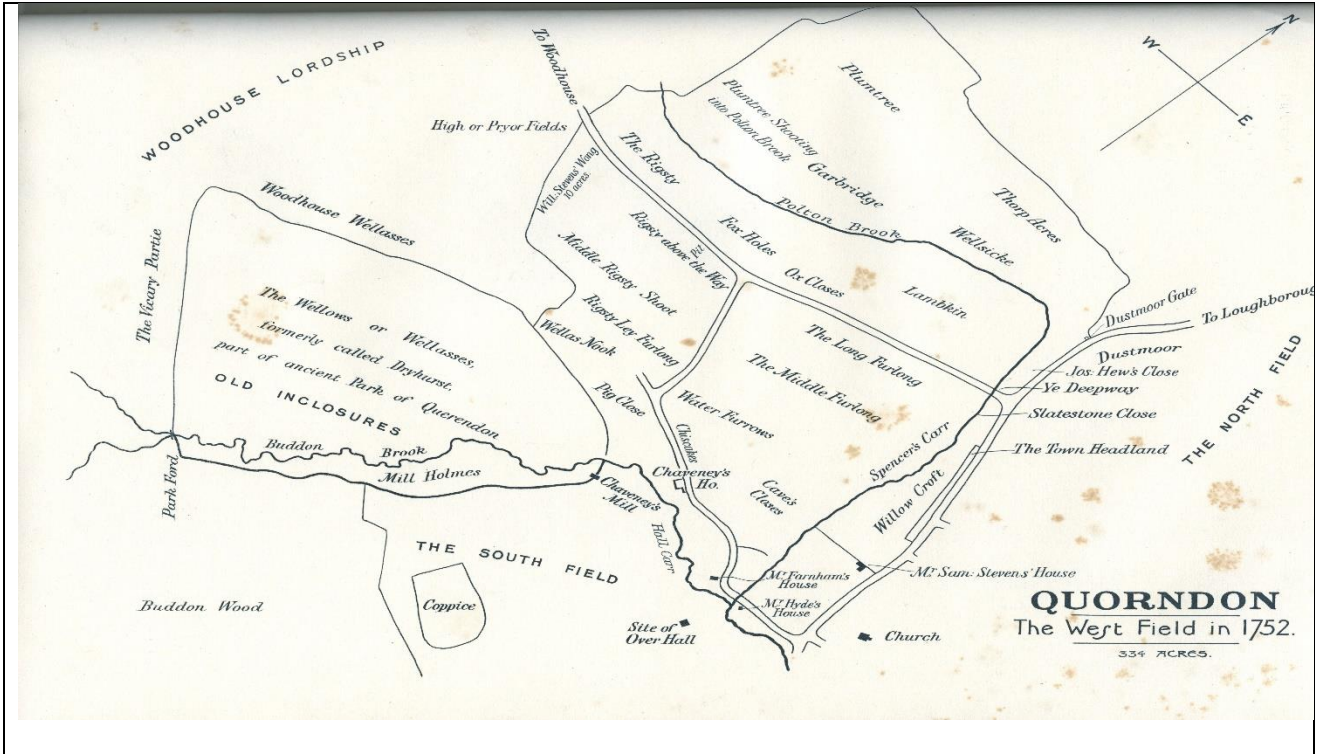 WOODHOUSE LORDSHIP
To Woodhouse
High or Pryor Fields
Will. Stevens' Wong
10 acres.
The Rigsty
Plumtree
Plumtree Shooting
into Polton Brook
Garbridge
Polton Brook
Thorp Acres
Wellsicke
N
W
E
Woodhouse Wellasses
The Vicary Partie
The Wellows or Wellasses,
formerly called Dryhurst,
part of ancient Park of Querendon
OLD INCLOSURES
Middle Rigsty Shoot
Rigsty above the Way
Pit
Rigsty Ley Furlong
Wellas Nook
Fox Holes
Ox Closes
Lambkin
The Long Furlong
The Middle Furlong
Water Furrows
Pig Close
Chiscakes
Chaveney's
Ho.
Cave's
Closes
Spencer's Carr
Willow Croft
Dustmoor Gate
To Loughboroug
Dustmoor
Jos: Hew's Close
Ye Deepway
Slatestone Close
The Town Headland
THE NORTH FIELD
Buddon Brook
Mill Holmes
Park Ford
Chaveney's
Mill
Hall Carr
THE SOUTH FIELD
Coppice
Buddon Wood
Mr Farnham's
House
Mr Hyde's
House
Mr Sam: Stevens' House
Site of
Over Hall
Church
QUORNDON
The West Field in 1752.
334 ACRES.